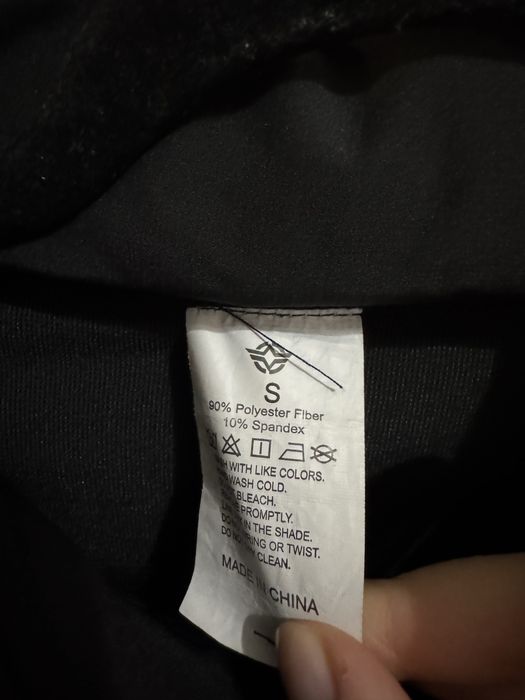 S
90% Polyester Fiber
10% Spandex
WITH LIKE COLORS.
WASH COLD.
BLEACH.
PROMPTLY.
IN THE SHADE.
OR TWIST.
CLEAN.
MADE IN CHINA